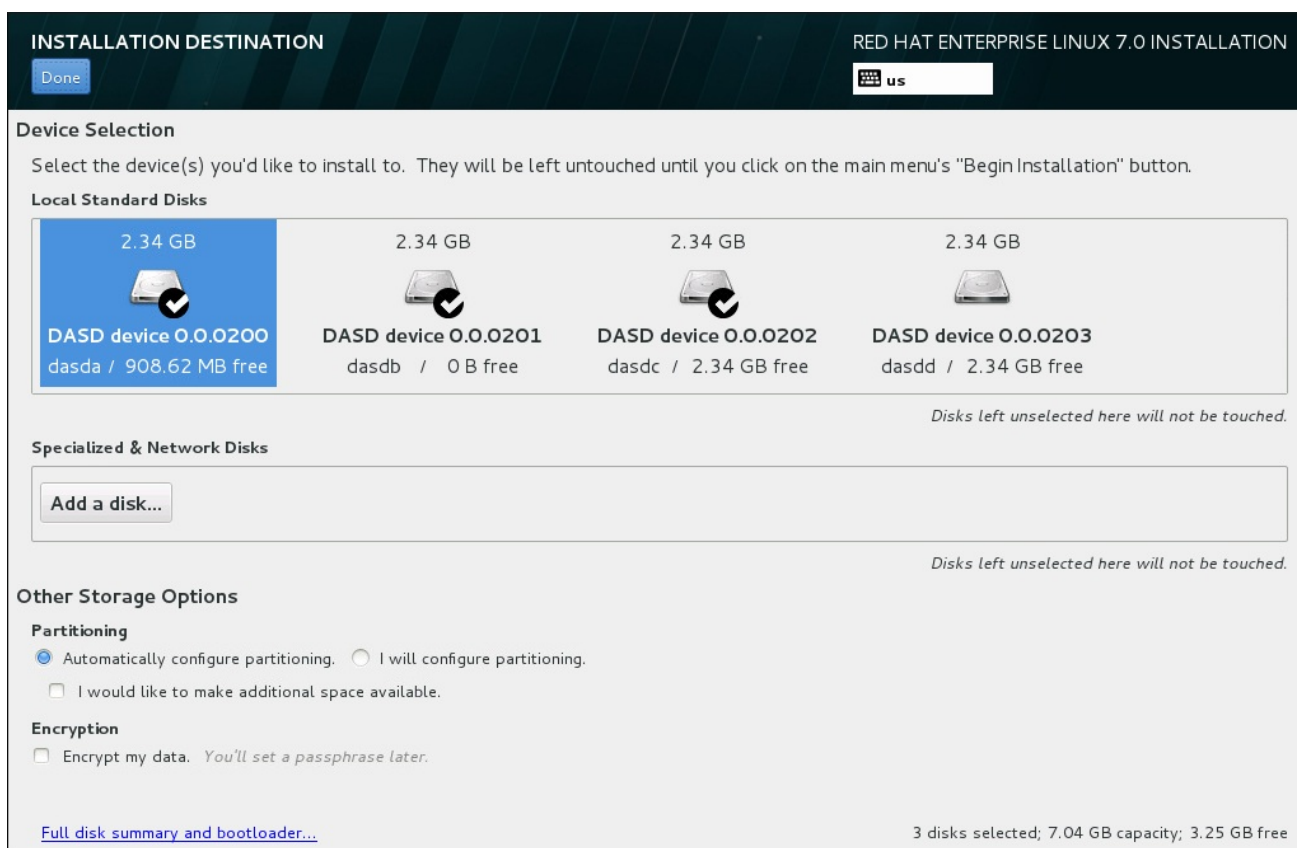 INSTALLATION DESTINATION
RED HAT ENTERPRISE LINUX 7.0 INSTALLATION
Done
us
Device Selection
Select the device(s) you'd like to install to. They will be left untouched until you click on the main menu's "Begin Installation" button.
Local Standard Disks
2.34 GB 2.34 GB 2.34 GB 2.34 GB
DASD device 0.0.0200 DASD device 0.0.0201 DASD device 0.0.0202 DASD device 0.0.0203
dasda / 908.62 MB free dasdb / 0 B free dasdc / 2.34 GB free dasdd / 2.34 GB free
Disks left unselected here will not be touched.
Specialized & Network Disks
Add a disk...
Disks left unselected here will not be touched.
Other Storage Options
Partitioning
Automatically configure partitioning. I will configure partitioning.
I would like to make additional space available.
Encryption
Encrypt my data. You'll set a passphrase later.
Full disk summary and bootloader... 3 disks selected; 7.04 GB capacity; 3.25 GB free